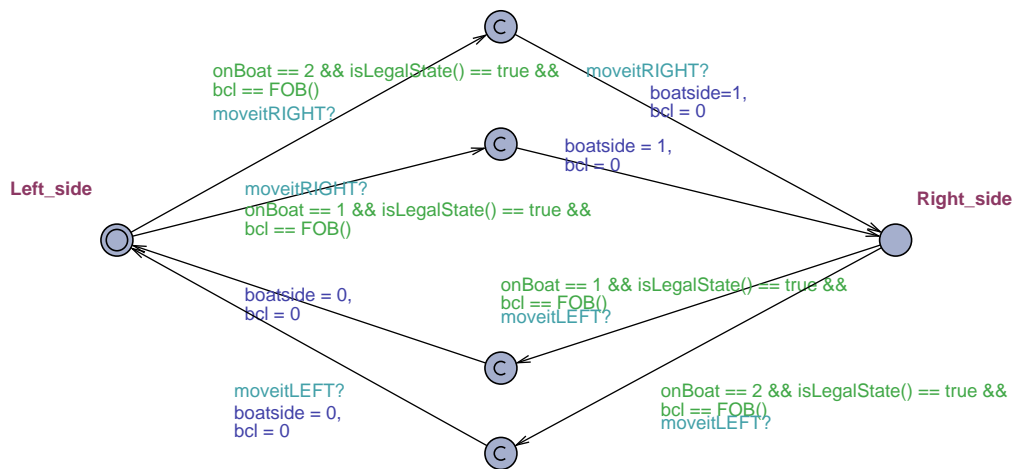 C
onBoat == 2 && isLegalState() == true &&
bcl == FOB()
moveitRIGHT?
moveitRIGHT?
boatside=1,
bcl = 0
C
boatside = 1,
bcl = 0
Left_side
moveitRIGHT?
onBoat == 1 && isLegalState() == true &&
bcl == FOB()
Right_side
boatside = 0,
bcl = 0
onBoat == 1 && isLegalState() == true &&
bcl == FOB()
moveitLEFT?
C
moveitLEFT?
boatside = 0,
bcl = 0
onBoat == 2 && isLegalState() == true &&
bcl == FOB()
moveitLEFT?
C